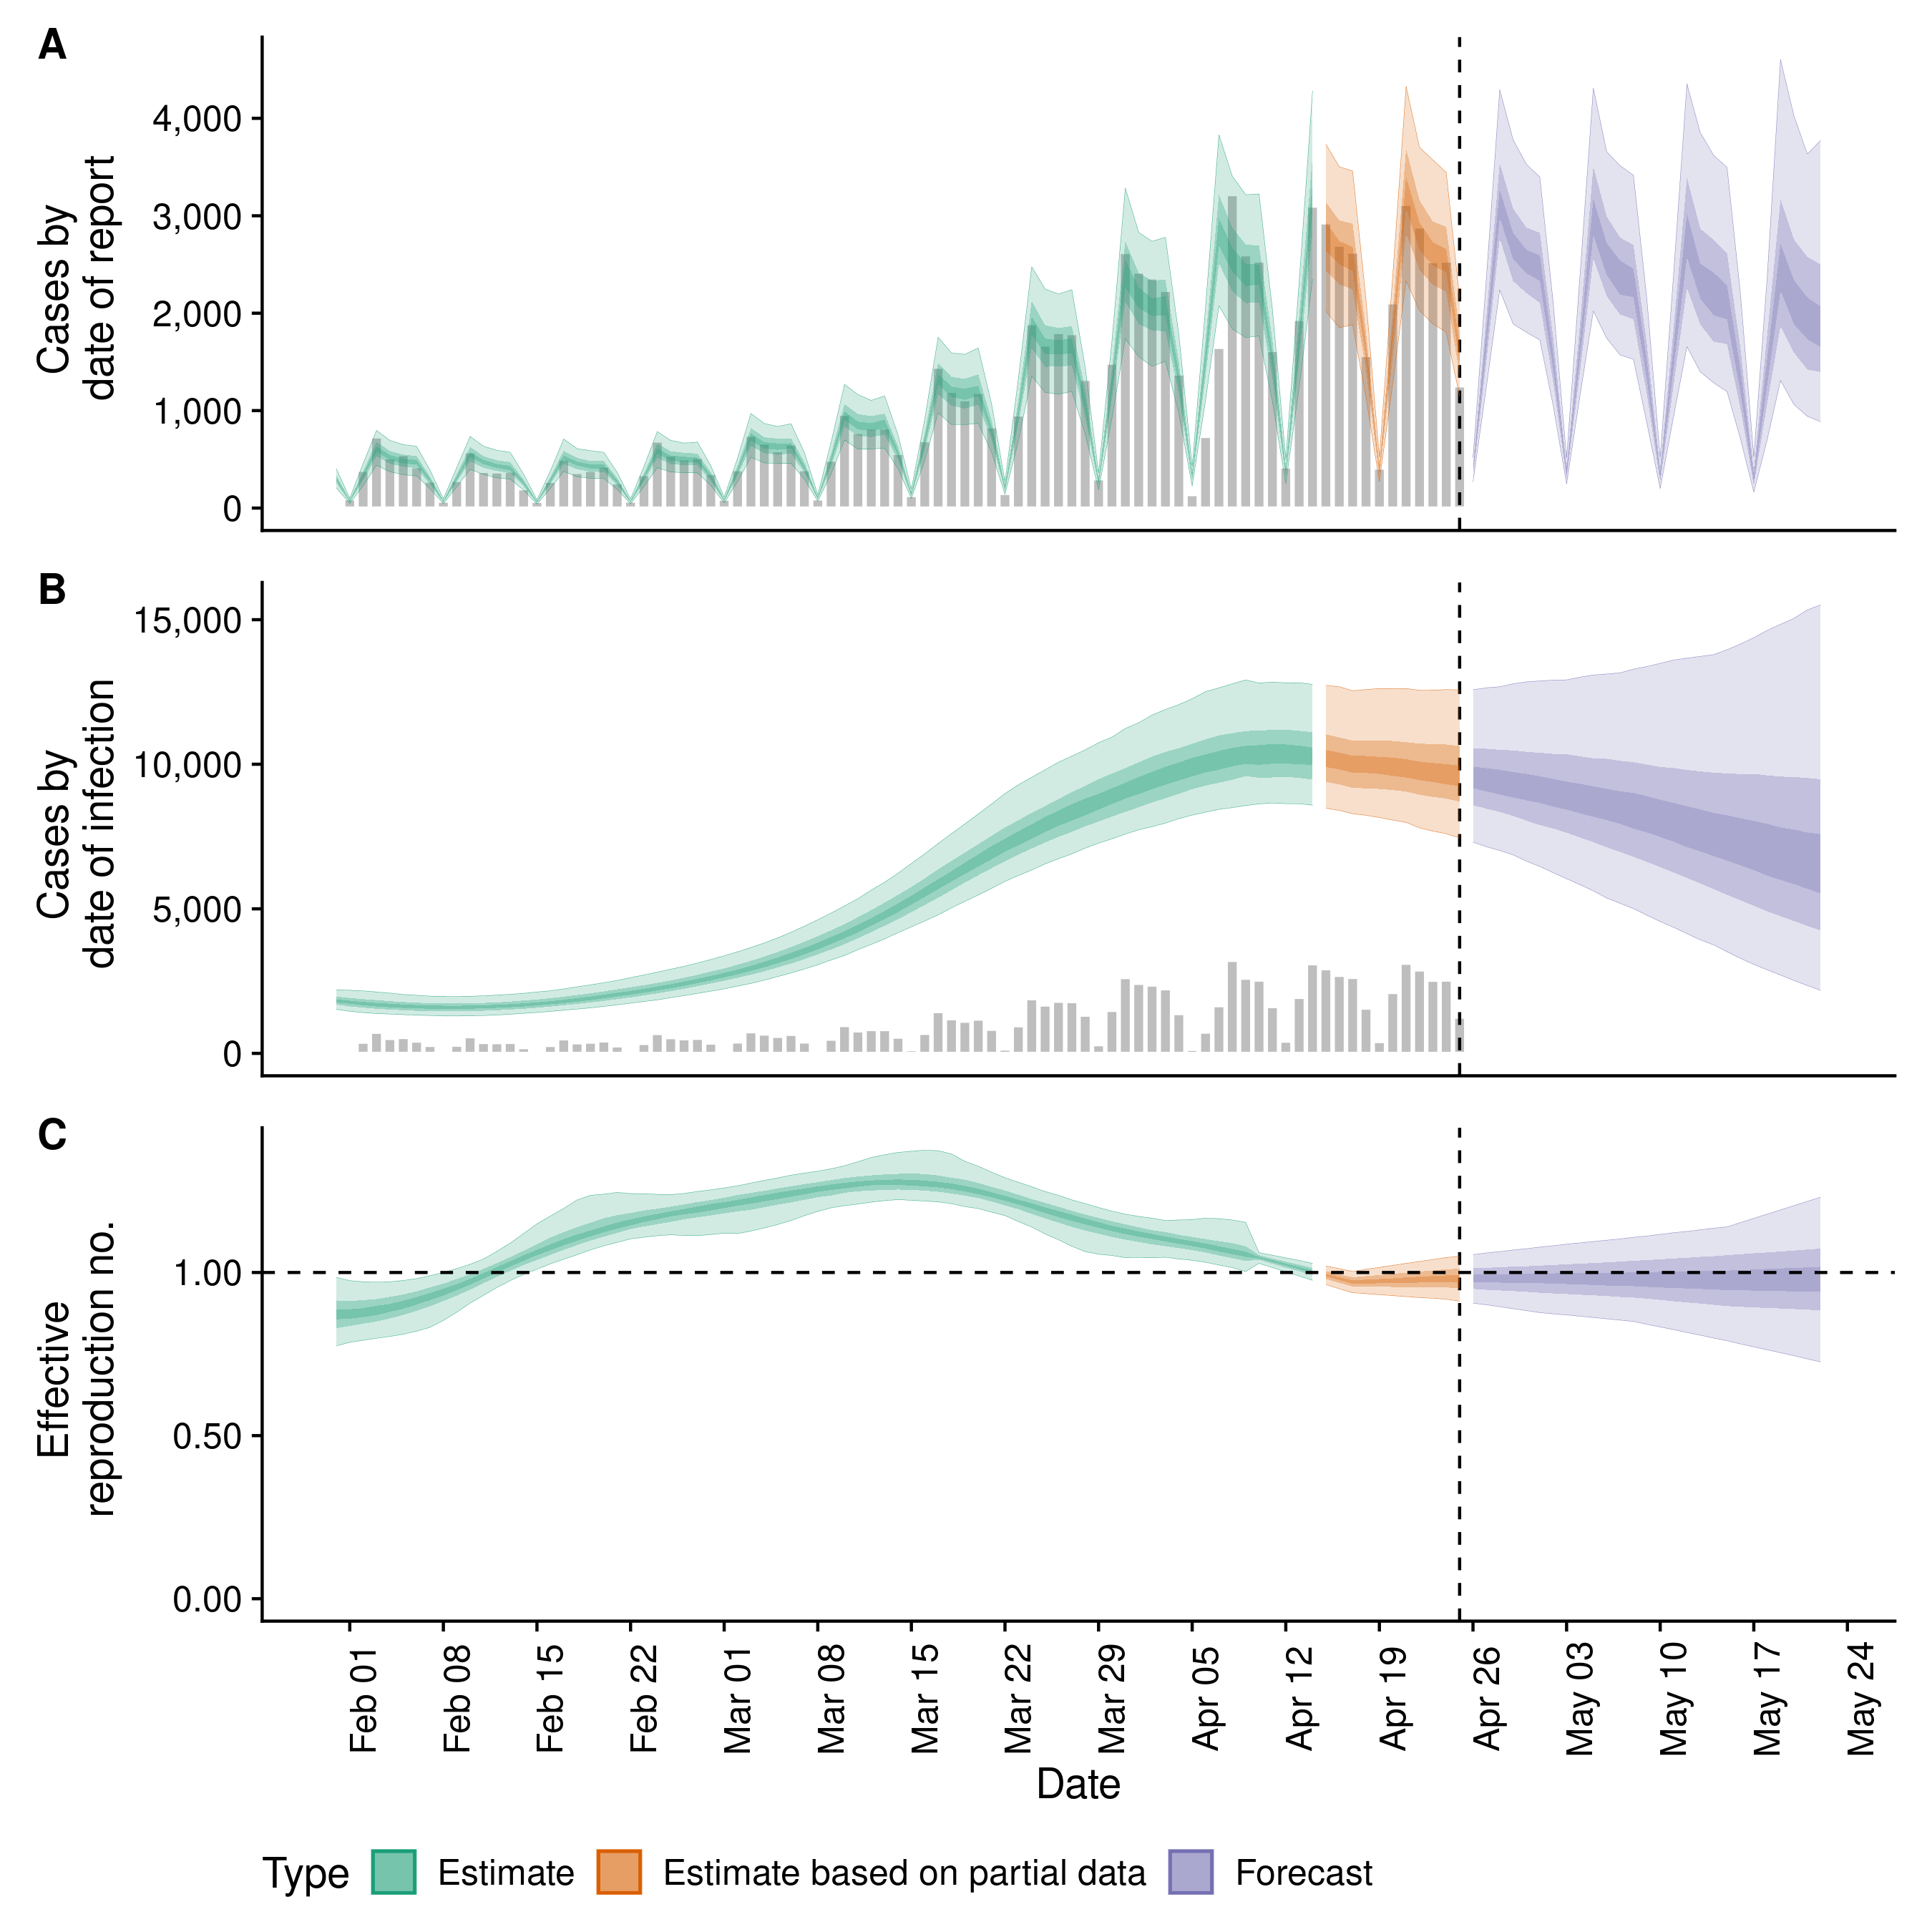 A
Cases by
date of report
4,000
3,000
2,000
1,000
0
B
Cases by
date of infection
15,000
10,000
5,000
0
C
Effective
reproduction no.
1.00
0.50
0.00
Feb 01
Feb 08
Feb 15
Feb 22
Mar 01
Mar 08
Mar 15
Mar 22
Mar 29
Apr 05
Apr 12
Apr 19
Apr 26
May 03
May 10
May 17
May 24
Date
Type Estimate Estimate based on partial data Forecast